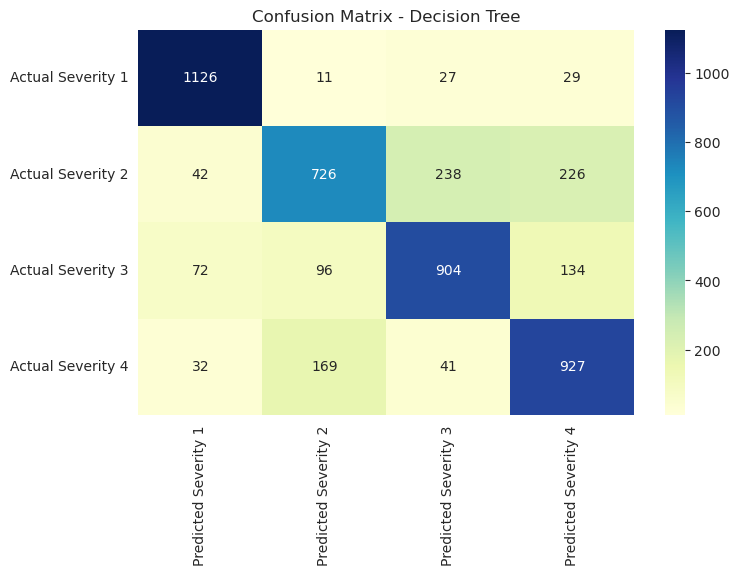 Confusion Matrix - Decision Tree
Actual Severity 1
1126
11
27
29
Actual Severity 2
42
726
238
226
Actual Severity 3
72
96
904
134
Actual Severity 4
32
169
41
927
Predicted Severity 1
Predicted Severity 2
Predicted Severity 3
Predicted Severity 4
1000
800
600
400
200